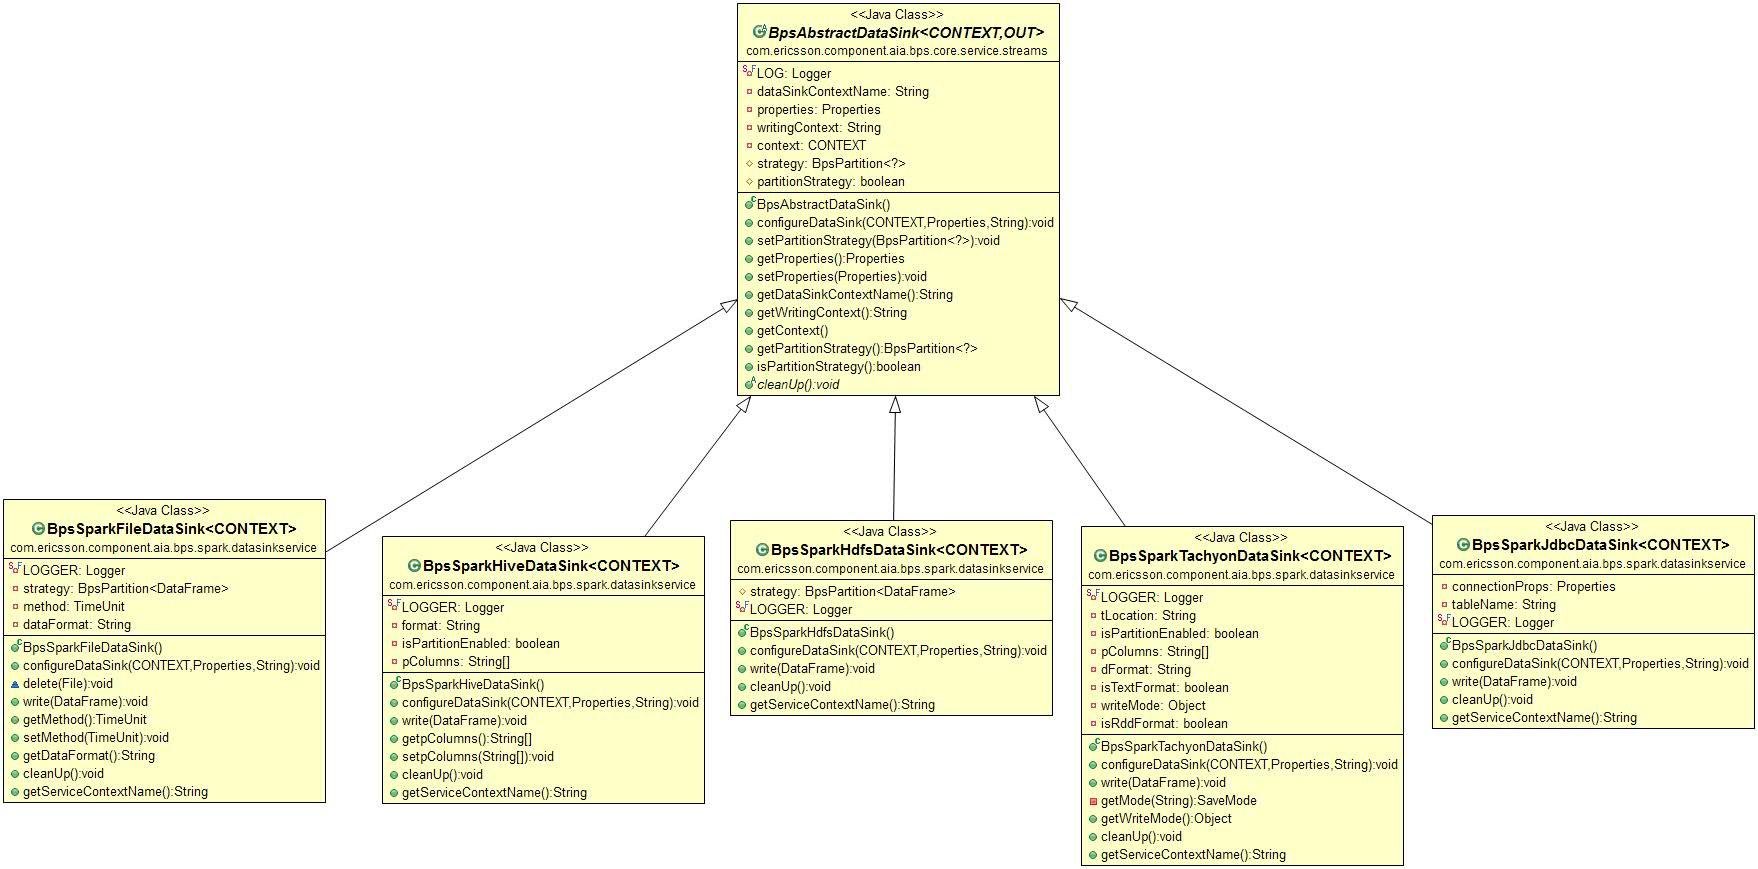 <<Java Class>>
BpsAbstractDataSink<CONTEXT,OUT>
com.ericsson.component.aia.bps.core.service.streams
LOG: Logger
dataSinkContextName: String
properties: Properties
writingContext: String
context: CONTEXT
strategy: BpsPartition<?>
partitionStrategy: boolean
BpsAbstractDataSink()
configureDataSink(CONTEXT,Properties,String):void
setPartitionStrategy(BpsPartition<?>):void
getProperties():Properties
setProperties(Properties):void
getDataSinkContextName():String
getWritingContext():String
getContext()
getPartitionStrategy():BpsPartition<?>
isPartitionStrategy():boolean
cleanUp():void
<<Java Class>>
BpsSparkFileDataSink<CONTEXT>
com.ericsson.component.aia.bps.spark.datasinkservice
LOGGER: Logger
strategy: BpsPartition<DataFrame>
method: TimeUnit
dataFormat: String
BpsSparkFileDataSink()
configureDataSink(CONTEXT,Properties,String):void
delete(File):void
write(DataFrame):void
getMethod():TimeUnit
setMethod(TimeUnit):void
getDataFormat():String
cleanUp():void
getServiceContextName():String
<<Java Class>>
BpsSparkHiveDataSink<CONTEXT>
com.ericsson.component.aia.bps.spark.datasinkservice
LOGGER: Logger
format: String
isPartitionEnabled: boolean
pColumns: String[]
BpsSparkHiveDataSink()
configureDataSink(CONTEXT,Properties,String):void
write(DataFrame):void
getpColumns():String[]
setpColumns(String[]):void
cleanUp():void
getServiceContextName():String
<<Java Class>>
BpsSparkHdfsDataSink<CONTEXT>
com.ericsson.component.aia.bps.spark.datasinkservice
strategy: BpsPartition<DataFrame>
LOGGER: Logger
BpsSparkHdfsDataSink()
configureDataSink(CONTEXT,Properties,String):void
write(DataFrame):void
cleanUp():void
getServiceContextName():String
<<Java Class>>
BpsSparkTachyonDataSink<CONTEXT>
com.ericsson.component.aia.bps.spark.datasinkservice
LOGGER: Logger
tLocation: String
isPartitionEnabled: boolean
pColumns: String[]
dFormat: String
isTextFormat: boolean
writeMode: Object
isRddFormat: boolean
BpsSparkTachyonDataSink()
configureDataSink(CONTEXT,Properties,String):void
write(DataFrame):void
getMode(String):SaveMode
getWriteMode():Object
cleanUp():void
getServiceContextName():String
<<Java Class>>
BpsSparkJdbcDataSink<CONTEXT>
com.ericsson.component.aia.bps.spark.datasinkservice
connectionProps: Properties
tableName: String
LOGGER: Logger
BpsSparkJdbcDataSink()
configureDataSink(CONTEXT,Properties,String):void
write(DataFrame):void
cleanUp():void
getServiceContextName():String